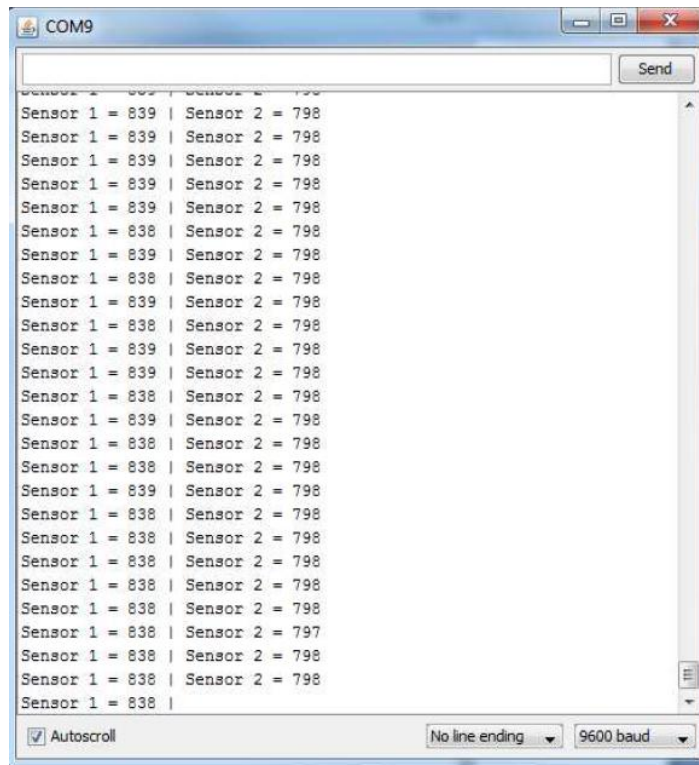 COM9
Send
Sensor 1 = 839 | Sensor 2 = 798
Sensor 1 = 839 | Sensor 2 = 798
Sensor 1 = 839 | Sensor 2 = 798
Sensor 1 = 839 | Sensor 2 = 798
Sensor 1 = 839 | Sensor 2 = 798
Sensor 1 = 838 | Sensor 2 = 798
Sensor 1 = 839 | Sensor 2 = 798
Sensor 1 = 838 | Sensor 2 = 798
Sensor 1 = 839 | Sensor 2 = 798
Sensor 1 = 838 | Sensor 2 = 798
Sensor 1 = 839 | Sensor 2 = 798
Sensor 1 = 839 | Sensor 2 = 798
Sensor 1 = 838 | Sensor 2 = 798
Sensor 1 = 839 | Sensor 2 = 798
Sensor 1 = 838 | Sensor 2 = 798
Sensor 1 = 838 | Sensor 2 = 798
Sensor 1 = 839 | Sensor 2 = 798
Sensor 1 = 838 | Sensor 2 = 798
Sensor 1 = 838 | Sensor 2 = 798
Sensor 1 = 838 | Sensor 2 = 798
Sensor 1 = 838 | Sensor 2 = 798
Sensor 1 = 838 | Sensor 2 = 798
Sensor 1 = 838 | Sensor 2 = 797
Sensor 1 = 838 | Sensor 2 = 798
Sensor 1 = 838 | Sensor 2 = 798
Sensor 1 = 838 |
Autoscroll
No line ending
9600 baud